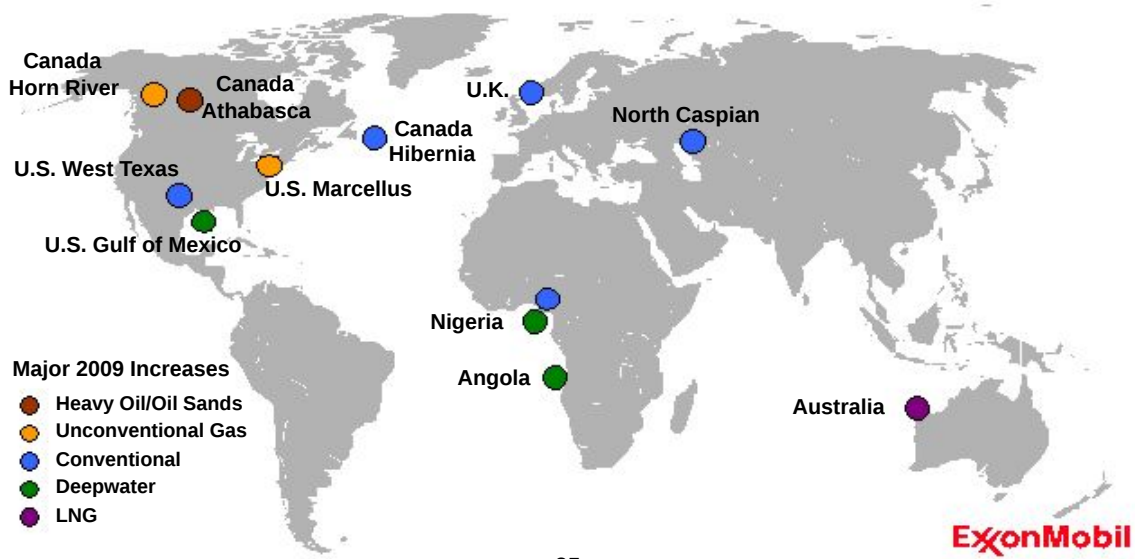 Canada
Horn River
Canada
Athabasca
U.K.
North Caspian
Canada
Hibernia
U.S. West Texas
U.S. Marcellus
U.S. Gulf of Mexico
Nigeria
Angola
Australia
Major 2009 Increases
Heavy Oil/Oil Sands
Unconventional Gas
Conventional
Deepwater
LNG
ExxonMobil